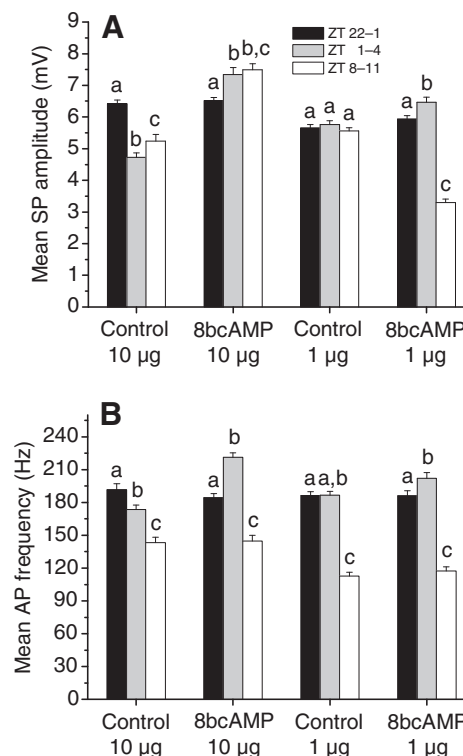 A
ZT 22–1
ZT 1–4
ZT 8–11
Mean SP amplitude (mV)
9
8
7
6
5
4
3
2
1
0
a
b
c
a
b
b,c
a
a
a
a
b
c
Control
10 µg
8bcAMP
10 µg
Control
1 µg
8bcAMP
1 µg
B
Mean AP frequency (Hz)
240
210
180
150
120
90
60
30
0
a
b
c
a
b
c
a
a,b
c
a
b
c
Control
10 µg
8bcAMP
10 µg
Control
1 µg
8bcAMP
1 µg